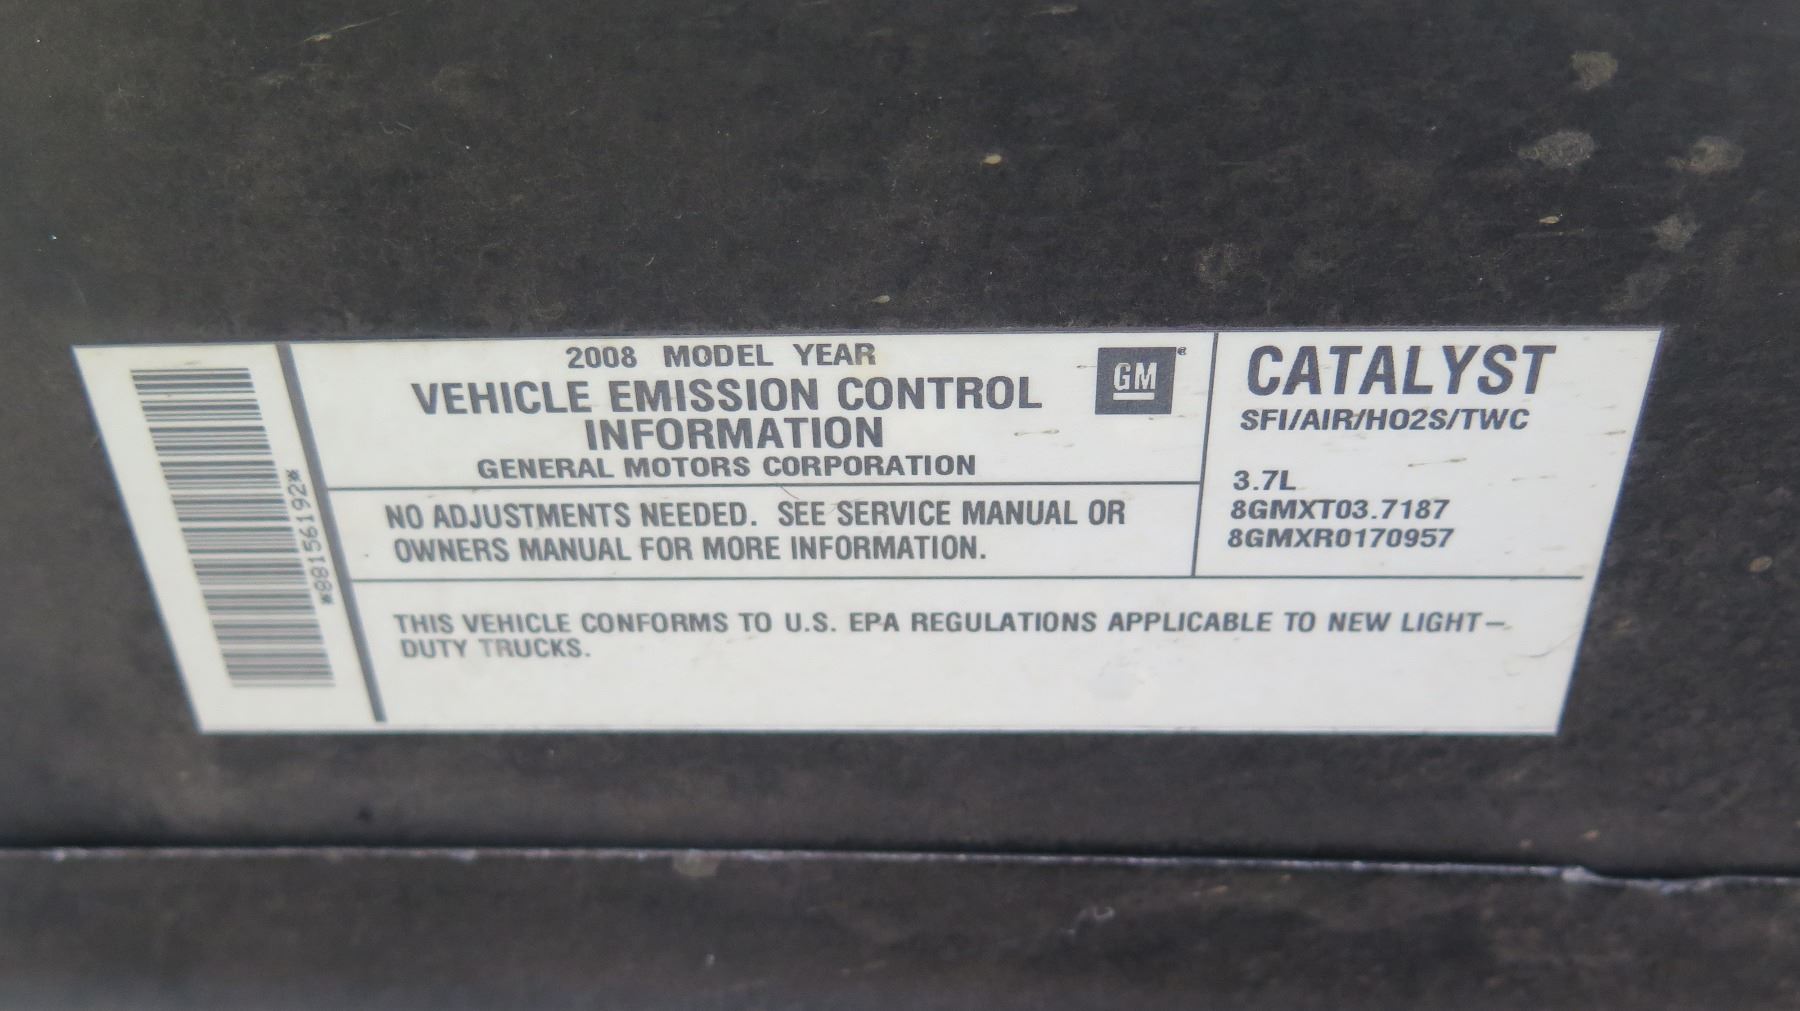 *88156192*
2008 MODEL YEAR
VEHICLE EMISSION CONTROL
INFORMATION
GENERAL MOTORS CORPORATION
GM®
NO ADJUSTMENTS NEEDED. SEE SERVICE MANUAL OR
OWNERS MANUAL FOR MORE INFORMATION.
CATALYST
SFI/AIR/HO2S/TWC
3.7L
8GMXT03.7187
8GMXR0170957
THIS VEHICLE CONFORMS TO U.S. EPA REGULATIONS APPLICABLE TO NEW LIGHT-
DUTY TRUCKS.